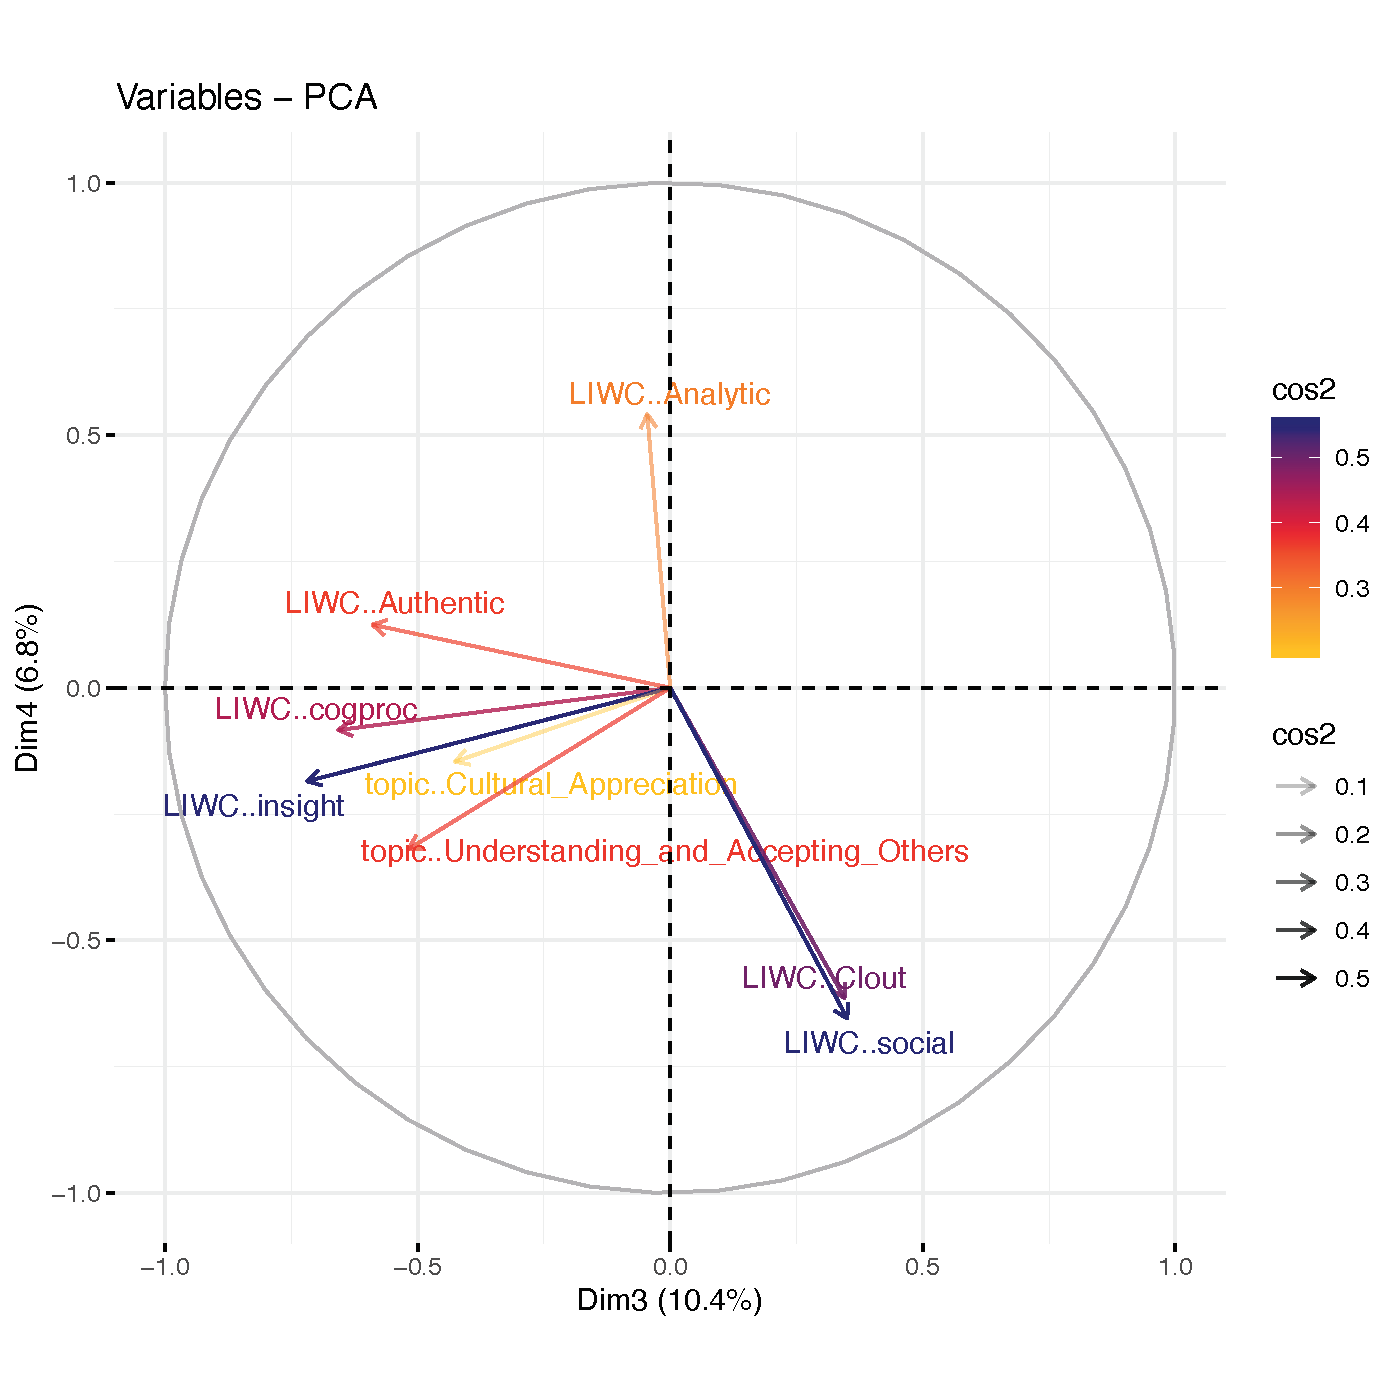 Variables – PCA
1.0
0.5
0.0
−0.5
−1.0
Dim4 (6.8%)
LIWC..Analytic
LIWC..Authentic
LIWC..cogproc
topic..Cultural_Appreciation
LIWC..insight
topic..Understanding_and_Accepting_Others
LIWC..Clout
LIWC..social
−1.0
−0.5
0.0
0.5
1.0
Dim3 (10.4%)
cos2
0.5
0.4
0.3
cos2
0.1
0.2
0.3
0.4
0.5